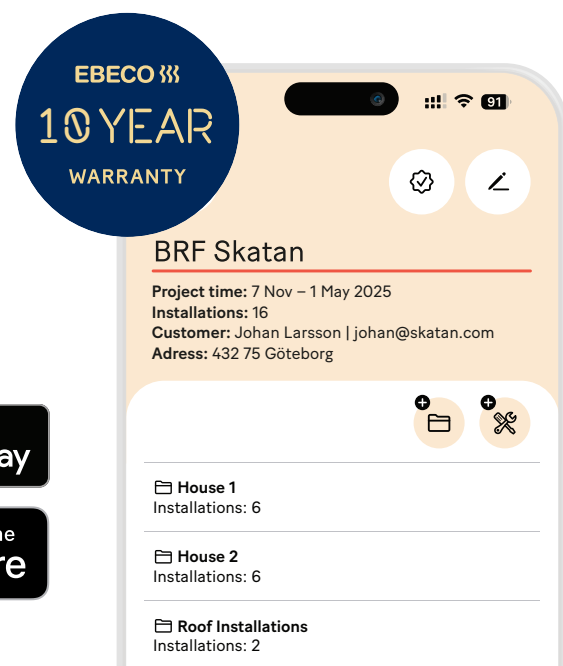 EBECO
10 YEAR
WARRANTY
91
BRF Skatan
Project time: 7 Nov – 1 May 2025
Installations: 16
Customer: Johan Larsson | johan@skatan.com
Adress: 432 75 Göteborg
House 1
Installations: 6
House 2
Installations: 6
Roof Installations
Installations: 2